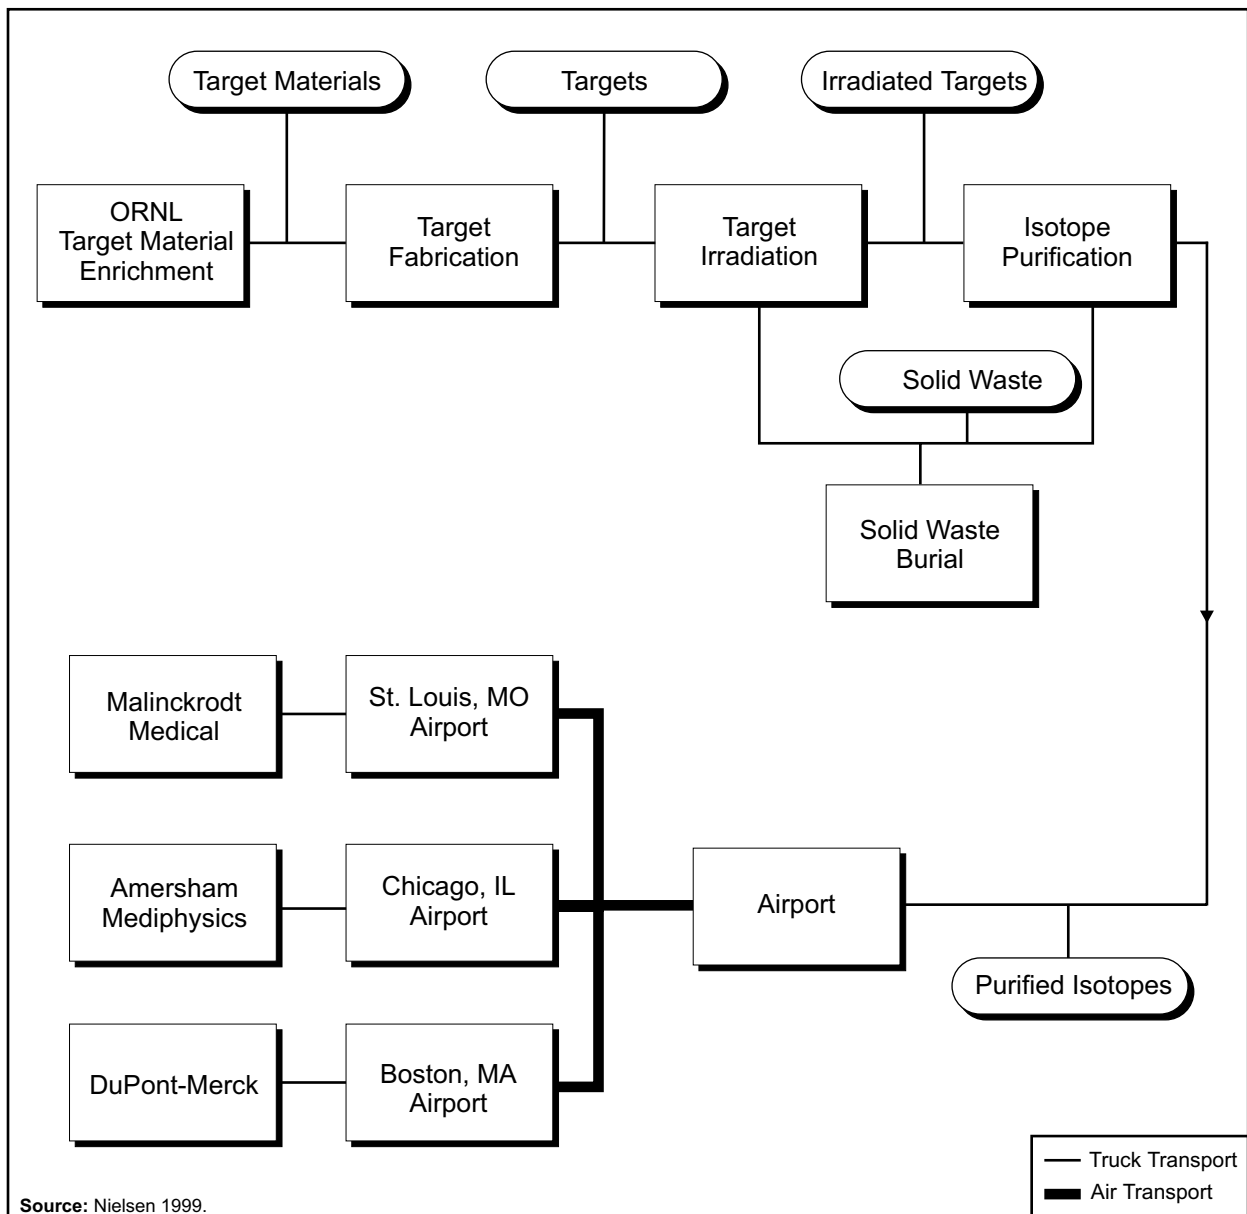 Target Materials
Targets
Irradiated Targets
ORNL
Target Material
Enrichment
Target
Fabrication
Target
Irradiation
Isotope
Purification
Solid Waste
Solid Waste
Burial
Malinckrodt
Medical
St. Louis, MO
Airport
Amersham
Mediphysics
Chicago, IL
Airport
Airport
Purified Isotopes
DuPont-Merck
Boston, MA
Airport
Truck Transport
Air Transport
Source: Nielsen 1999.